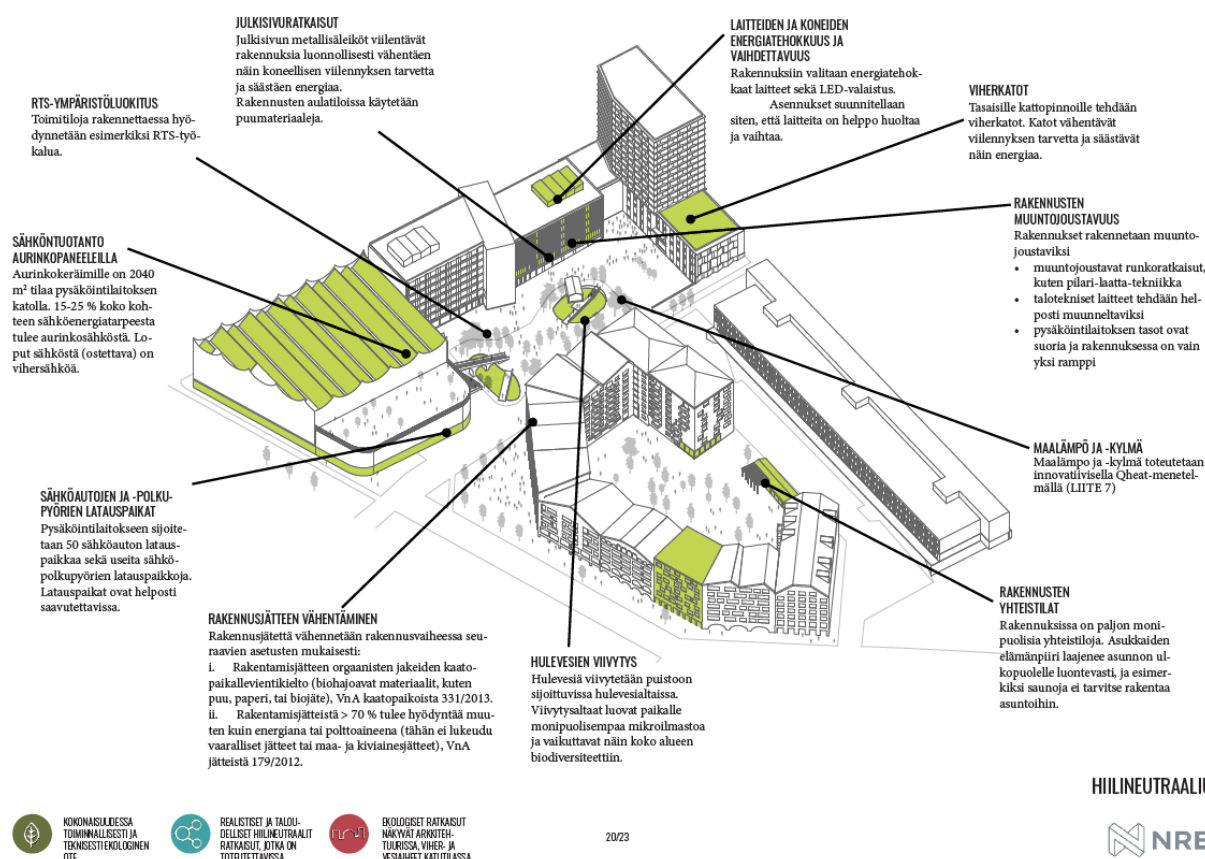 JULKISIVURATKAISUT
Julkisivun metallisäleiköt viilentävät
rakennuksia luonnollisesti vähentäen
näin koneellisen viilennyksen tarvetta
ja säästäen energiaa.
Rakennusten aulatiloissa käytetään
puumateriaaleja.
LAITTEIDEN JA KONEIDEN
ENERGIATEHOKKUUS JA
VAIHDETTAVUUS
Rakennuksiin valitaan energiatehok-
kaat laitteet sekä LED-valaistus.
Asennukset suunnitellaan
siten, että laitteita on helppo huoltaa
ja vaihtaa.
RTS-YMPÄRISTÖLUOKITUS
Toimitiloja rakennettaessa hyö-
dynnetään esimerkiksi RTS-työ-
kalua.
VIHERKATOT
Tasaisille kattopinnoille tehdään
viherkatot. Katot vähentävät
viilennyksen tarvetta ja säästävät
näin energiaa.
RAKENNUSTEN
MUUNTOJOUSTAVUUS
Rakennukset rakennetaan muunto-
joustaviksi
• muuntojoustavat runkoratkaisut,
kuten pilari-laatta-tekniikka
• talotekniset laitteet tehdään hel-
posti muunneltaviksi
• pysäköintilaitoksen tasot ovat
suoria ja rakennuksessa on vain
yksi ramppi
SÄHKÖNTUOTANTO
AURINKOPANEELEILLA
Aurinkokeräimille on 2040
m² tilaa pysäköintilaitoksen
katolla. 15-25 % koko koh-
teen sähköenergiatarpeesta
tulee aurinkosähköstä. Lo-
put sähköstä (ostettava) on
vihersähköä.
MAALÄMPÖ JA -KYLMÄ
Maalämpo ja -kylmä toteutetaan
innovatiivisella Qheat-menetel-
mällä (LIITE 7)
SÄHKÖAUTOJEN JA -POLKU-
PYÖRIEN LATAUSPAIKAT
Pysäköintilaitokseen sijoite-
taan 50 sähköauton lataus-
paikkaa sekä useita sähkö-
polkupyörien latauspaikkoja.
Latauspaikat ovat helposti
saavutettavissa.
RAKENNUSJÄTTEEN VÄHENTÄMINEN
Rakennusjätettä vähennetään rakennusvaiheessa seu-
raavien asetusten mukaisesti:
i. Rakentamisjätteen orgaanisten jakeiden kaato-
paikallevientikielto (biohajoavat materiaalit, kuten
puu, paperi, tai biojäte), VnA kaatopaikoista 331/2013.
ii. Rakentamisjätteistä > 70 % tulee hyödyntää muu-
ten kuin energiana tai polttoaineena (tähän ei lukeudu
vaaralliset jätteet tai maa- ja kiviainesjätteet), VnA
jätteistä 179/2012.
HULEVESIEN VIIVYTYS
Hulevesiä viivytetään puistoon
sijoittuvissa hulevesialtaissa.
Viivytysaltaat luovat paikalle
monipuolisempaa mikroilmastoa
ja vaikuttavat näin koko alueen
biodiversiteettiin.
RAKENNUSTEN
YHTEISTILAT
Rakennuksissa on paljon moni-
puolisia yhteistiloja. Asukkaiden
elämänpiiri laajenee asunnon ul-
kopuolelle luontevasti, ja esimer-
kiksi saunoja ei tarvitse rakentaa
asuntoihin.
HIILINEUTRAALIU
KOKONAISUUDESSA
TOIMINNALLISESTI JA
TEKNISESTI EKOLOGINEN
OTE
REALISTISET JA TALOU-
DELLISET HIILINEUTRAALIT
RATKAISUT, JOTKA ON
TOTEUTETTAVISSA
EKOLOGISET RATKAISUT
NÄKYVÄT ARKKITEH-
TUURISSA, VIHER- JA
VESIAIHEET KATUTILASSA
20/23
NRE